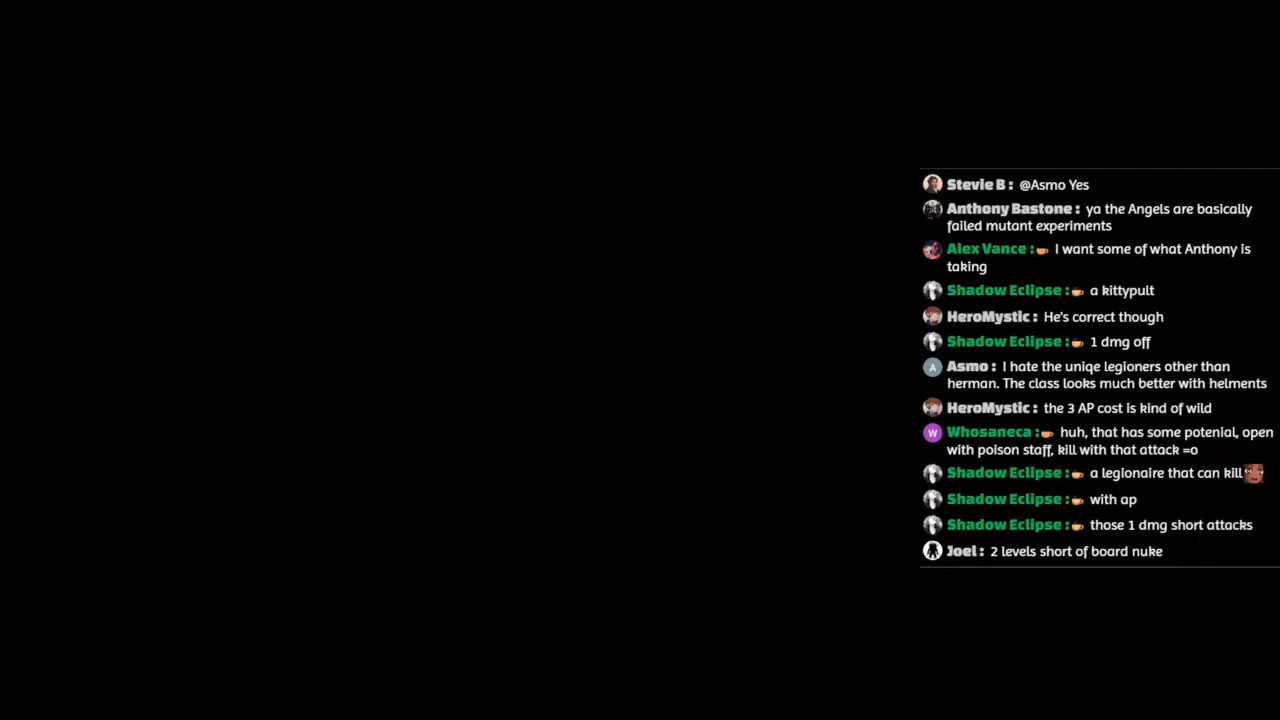 Stevie B : @Asmo Yes
Anthony Bastone : ya the Angels are basically
failed mutant experiments
Alex Vance : I want some of what Anthony is
taking
Shadow Eclipse : a kittypult
HeroMystic : He's correct though
Shadow Eclipse : 1 dmg off
A Asmo : I hate the uniqe legioners other than
herman. The class looks much better with helments
HeroMystic : the 3 AP cost is kind of wild
W Whosaneca : huh, that has some potenial, open
with poison staff, kill with that attack =o
Shadow Eclipse : a legionaire that can kill
Shadow Eclipse : with ap
Shadow Eclipse : those 1 dmg short attacks
Joel : 2 levels short of board nuke